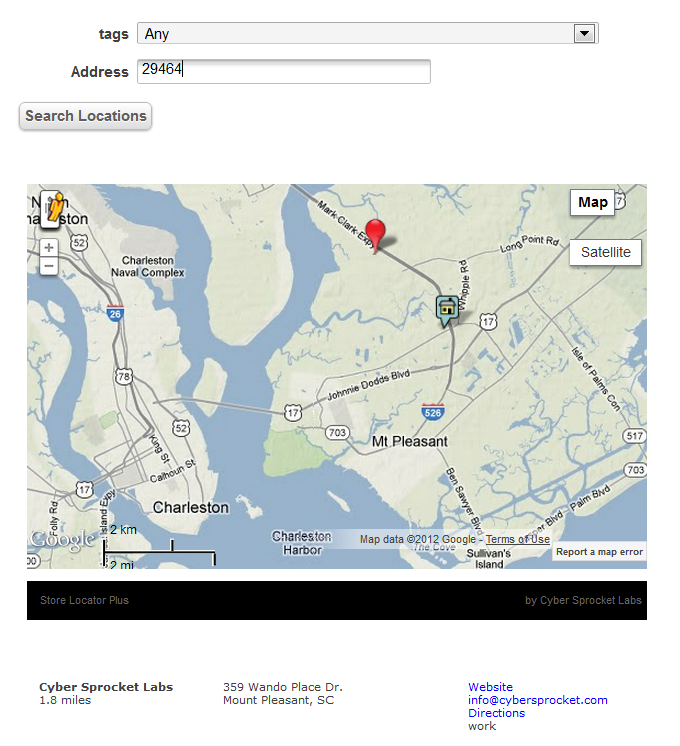 tags Any
Address 29464
Search Locations
Map
Satellite
+
−
52
Charleston
Naval Complex
Mark Clark Expy
Long Point Rd
Whipple Rd
26
17
78
Johnnie Dodds Blvd
Isle of Palms Con
17
526
52
703
Mt Pleasant
517
King St
Calhoun St
703
17
Ben Sawyer Blvd
Palm Blvd
Folly Rd
Island Expy
Charleston
Google
2 km
2 mi
Charleston
Harbor
Map data ©2012 Google - Terms of Use
The Cove
Sullivan's
Island
Report a map error
Store Locator Plus by Cyber Sprocket Labs
Cyber Sprocket Labs 359 Wando Place Dr. Website
1.8 miles Mount Pleasant, SC info@cybersprocket.com
Directions
work